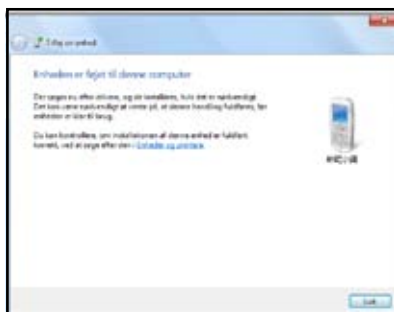 Tilføj en enhed
Enheden er føjet til denne computer
Der søges nu efter drivere, og de installeres, hvis det er nødvendigt.
Det kan være nødvendigt at vente på, at denne handling fuldføres, før
enheden er klar til brug.
Du kan kontrollere, om installationen af denne enhed er fuldført
korrekt, ved at søge efter den i Enheder og printere.
Luk